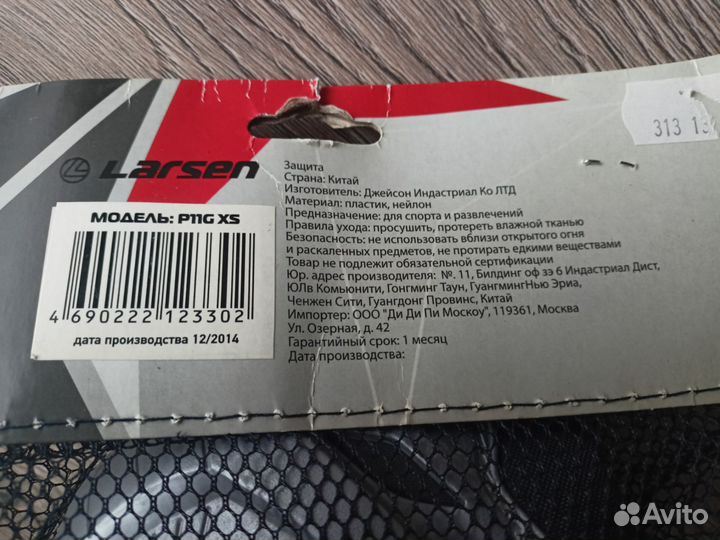 313 13
Larsen
МОДЕЛЬ: P11G XS
4 690222 123302
дата производства 12/2014
Защита
Страна: Китай
Изготовитель: Джейсон Индастриал Ко ЛТД
Материал: пластик, нейлон
Предназначение: для спорта и развлечений
Правила ухода: просушить, протереть влажной тканью
Безопасность: не использовать вблизи открытого огня
и раскаленных предметов, не протирать едкими веществами
Товар не подлежит обязательной сертификации
Юр. адрес производителя: №. 11, Билдинг оф зэ 6 Индастриал Дист,
ЮЛв Комьюнити, Гонгминг Таун, ГуангмингНью Эриа,
Ченжен Сити, Гуангдонг Провинс, Китай
Импортер: ООО "Ди Ди Пи Москоу", 119361, Москва
Ул. Озерная, д. 42
Гарантийный срок: 1 месяц
Дата производства:
Avito